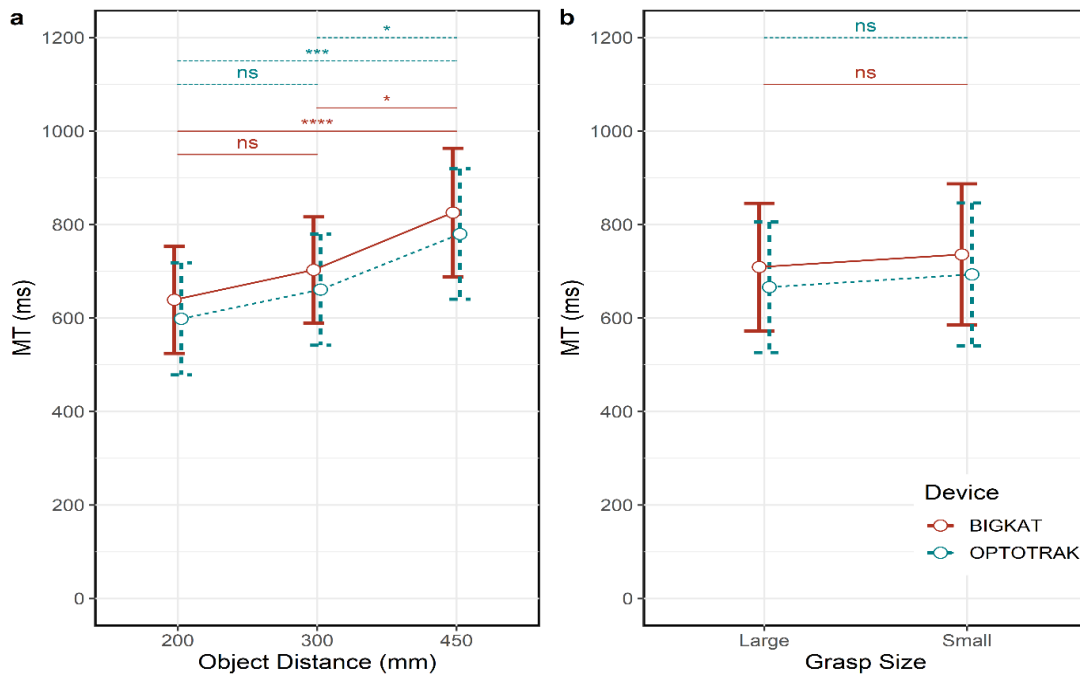 a
MT (ms)
1200
1000
800
600
400
200
0
*
***
ns
*
****
ns
200 300 450
Object Distance (mm)
b
MT (ms)
1200
1000
800
600
400
200
0
ns
ns
Device
BIGKAT
OPTOTRAK
Large Small
Grasp Size